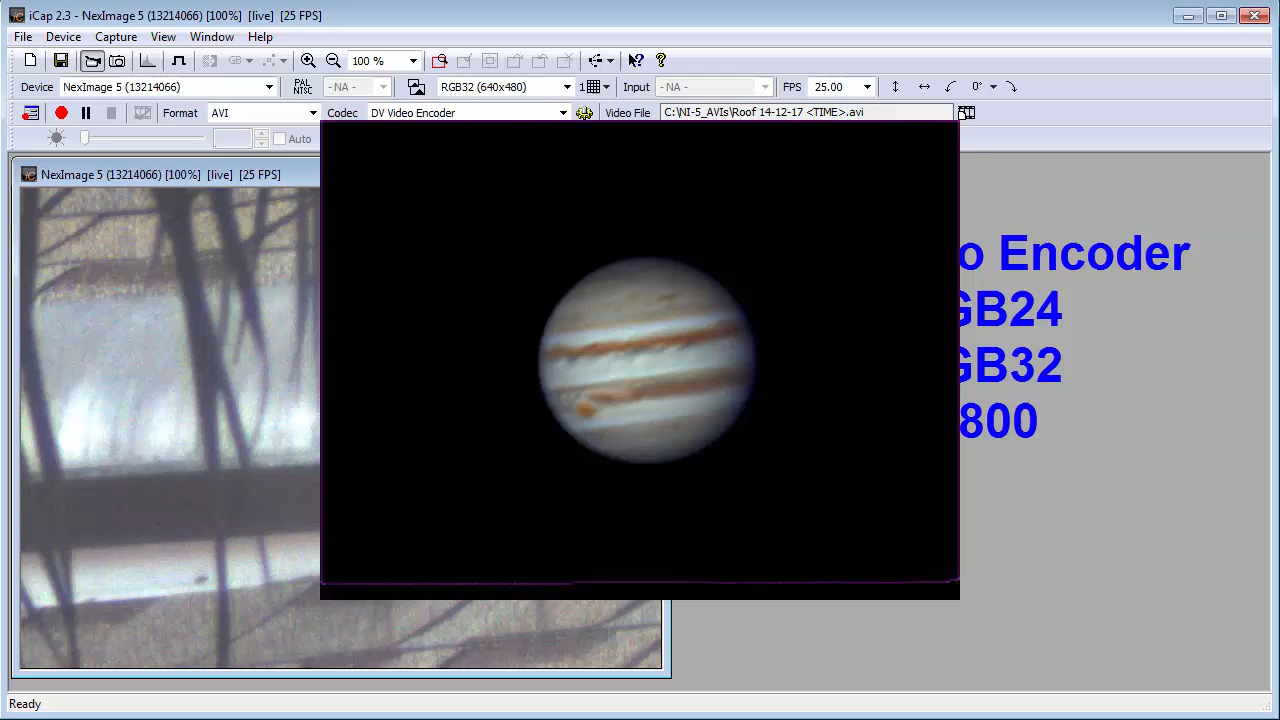 iCap 2.3 - NexImage 5 (13214066) [100%] [live] [25 FPS]
File Device Capture View Window Help
100 %
Device NexImage 5 (13214066) PAL NTSC - NA - RGB32 (640x480) 1 Input - NA - FPS 25.00 0°
Format AVI Codec DV Video Encoder Video File C:\NI-5_AVIs\Roof 14-12-17 <TIME>.avi
Auto
NexImage 5 (13214066) [100%] [live] [25 FPS]
o Encoder
GB24
GB32
800
Ready